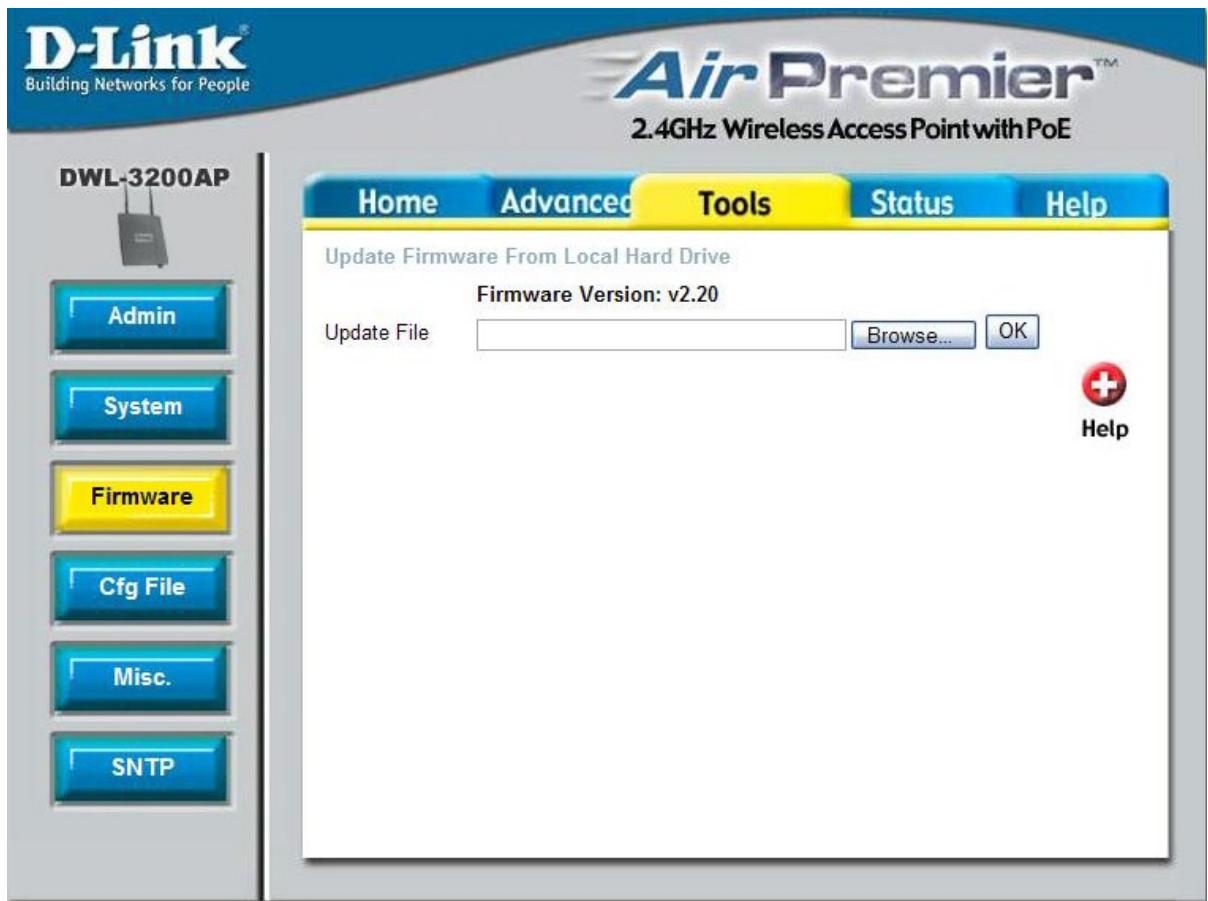 D-Link®
Building Networks for People
Air Premier™
2.4GHz Wireless Access Point with PoE
DWL-3200AP
Home Advanced Tools Status Help
Admin
System
Firmware
Cfg File
Misc.
SNTP
Update Firmware From Local Hard Drive
Firmware Version: v2.20
Update File Browse... OK
Help